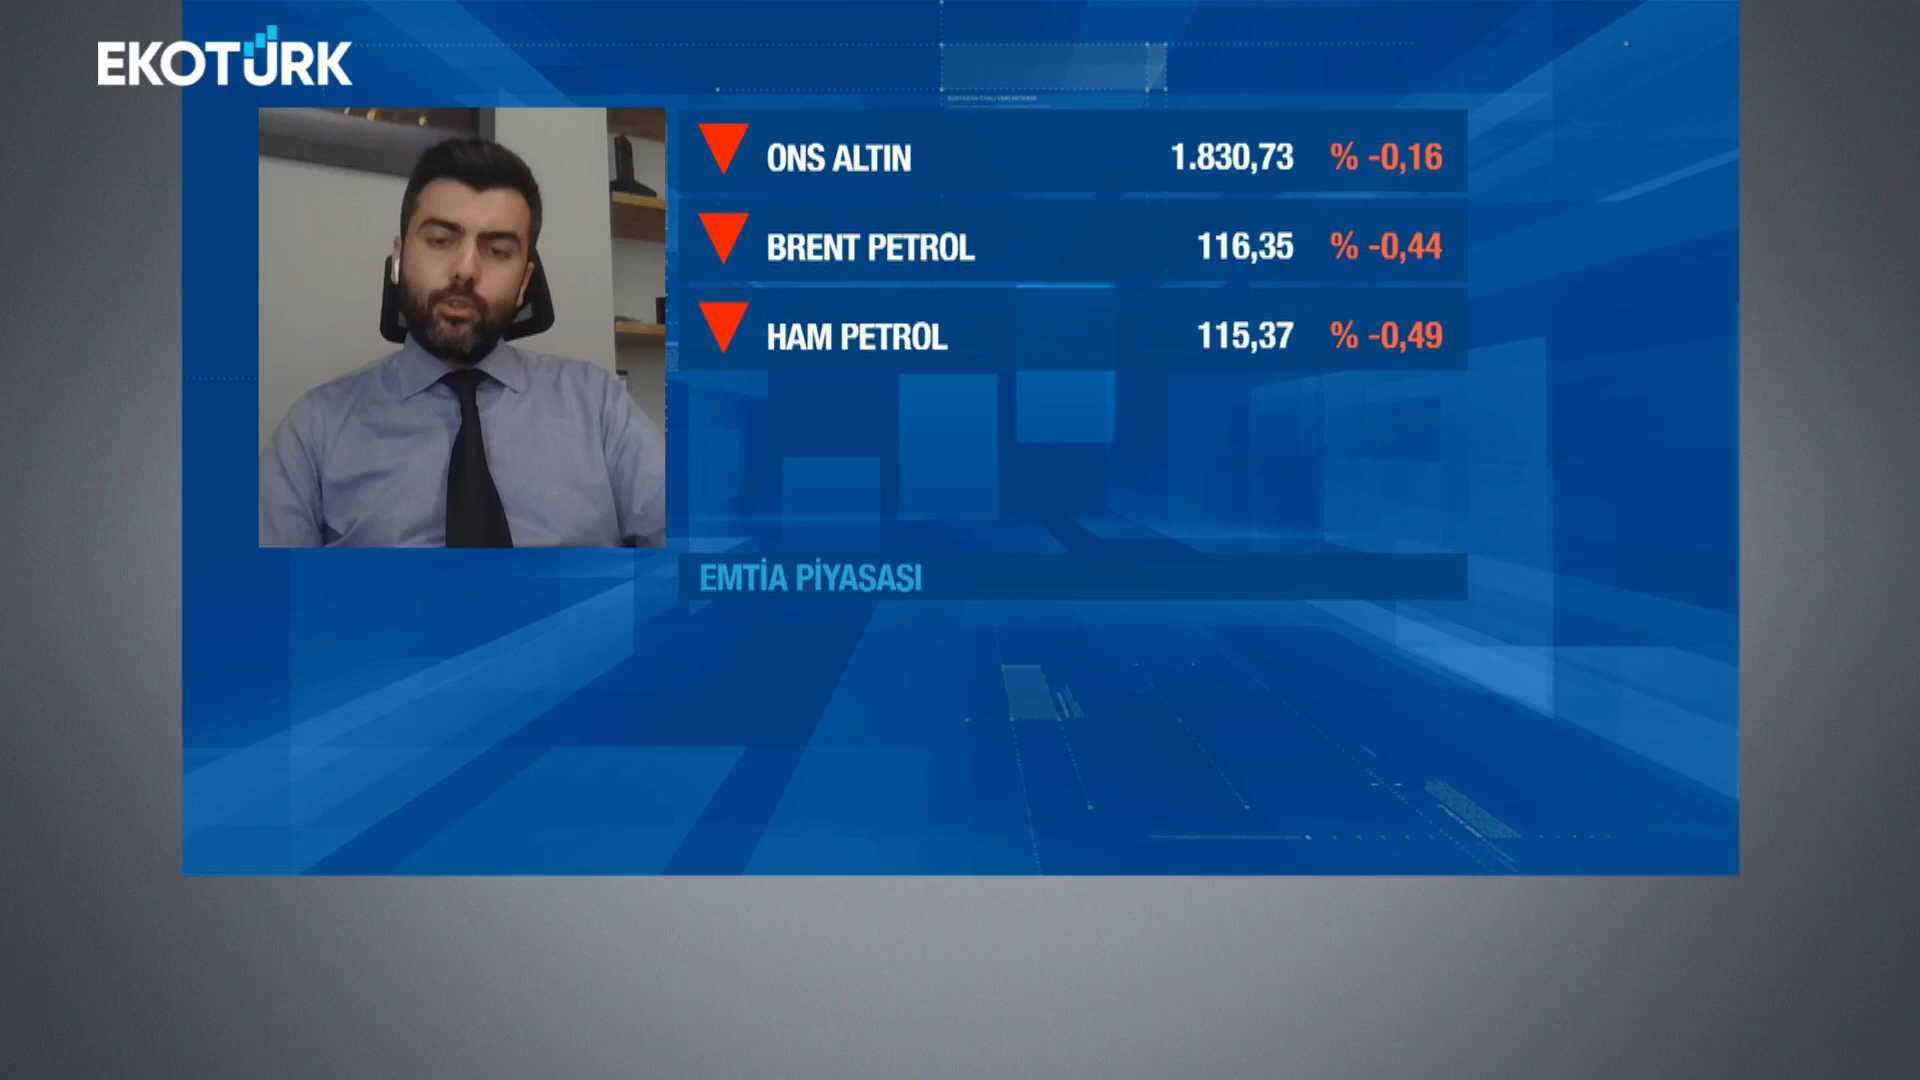 EKOTÜRK
ONS ALTIN 1.830,73 % -0,16
BRENT PETROL 116,35 % -0,44
HAM PETROL 115,37 % -0,49
EMTİA PİYASASI